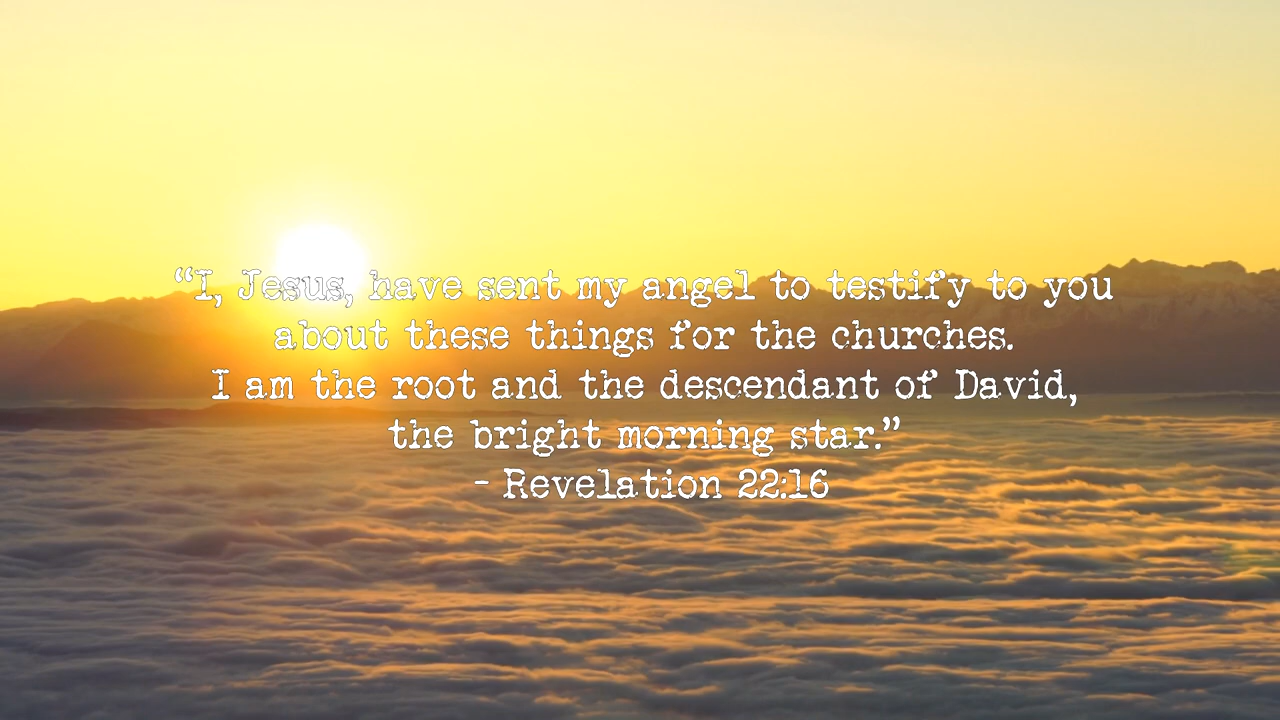 “I, Jesus, have sent my angel to testify to you
about these things for the churches.
I am the root and the descendant of David,
the bright morning star.”
- Revelation 22:16